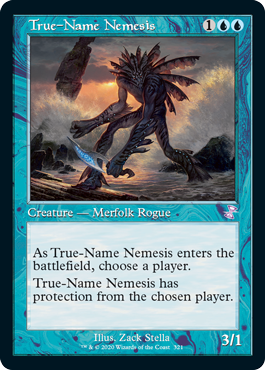 True-Name Nemesis 1
Creature — Merfolk Rogue
As True-Name Nemesis enters the
battlefield, choose a player.
True-Name Nemesis has
protection from the chosen player.
Illus. Zack Stella
™ & © 2020 Wizards of the Coast 321
3/1